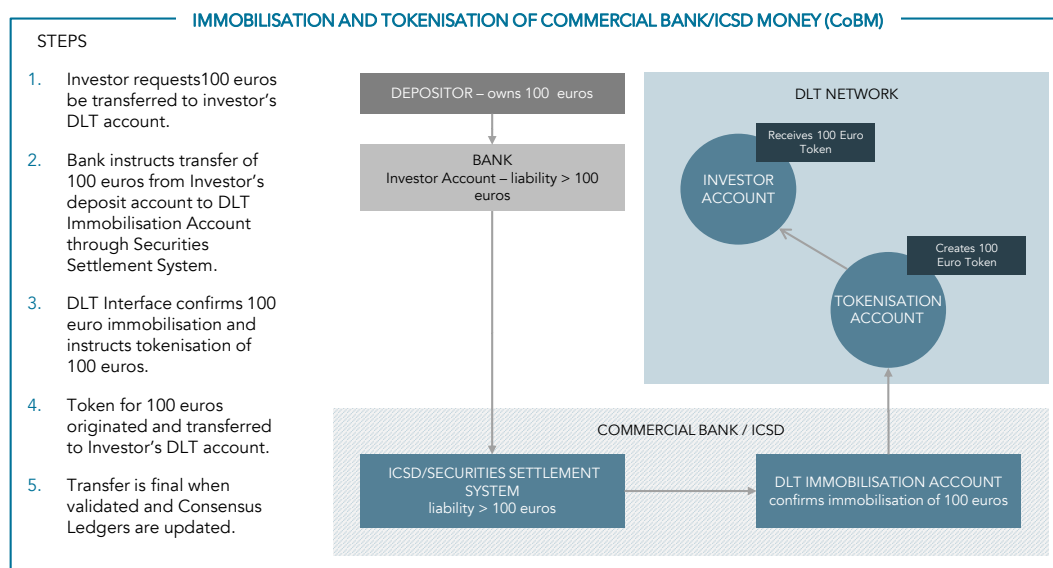 IMMOBILISATION AND TOKENISATION OF COMMERCIAL BANK/ICSD MONEY (CoBM)
STEPS
1. Investor requests100 euros
be transferred to investor's
DLT account.
2. Bank instructs transfer of
100 euros from Investor's
deposit account to DLT
Immobilisation Account
through Securities
Settlement System.
3. DLT Interface confirms 100
euro immobilisation and
instructs tokenisation of
100 euros.
4. Token for 100 euros
originated and transferred
to Investor's DLT account.
5. Transfer is final when
validated and Consensus
Ledgers are updated.
DEPOSITOR – owns 100 euros
BANK
Investor Account – liability > 100
euros
DLT NETWORK
Receives 100 Euro
Token
INVESTOR
ACCOUNT
Creates 100
Euro Token
TOKENISATION
ACCOUNT
COMMERCIAL BANK / ICSD
ICSD/SECURITIES SETTLEMENT
SYSTEM
liability > 100 euros
DLT IMMOBILISATION ACCOUNT
confirms immobilisation of 100 euros